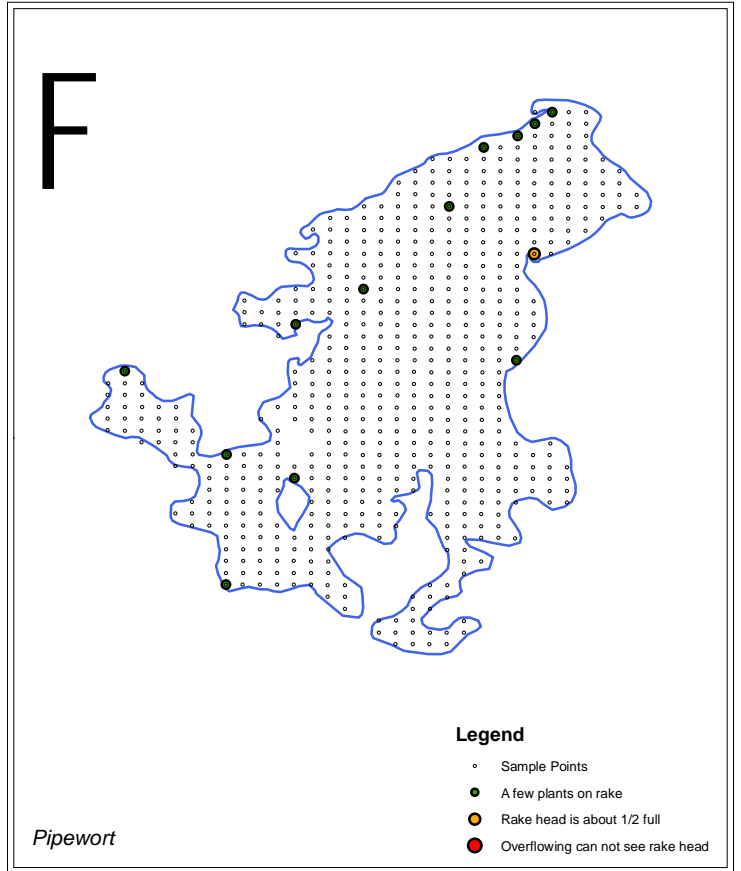 F
Legend
Sample Points
A few plants on rake
Rake head is about 1/2 full
Overflowing can not see rake head
Pipewort